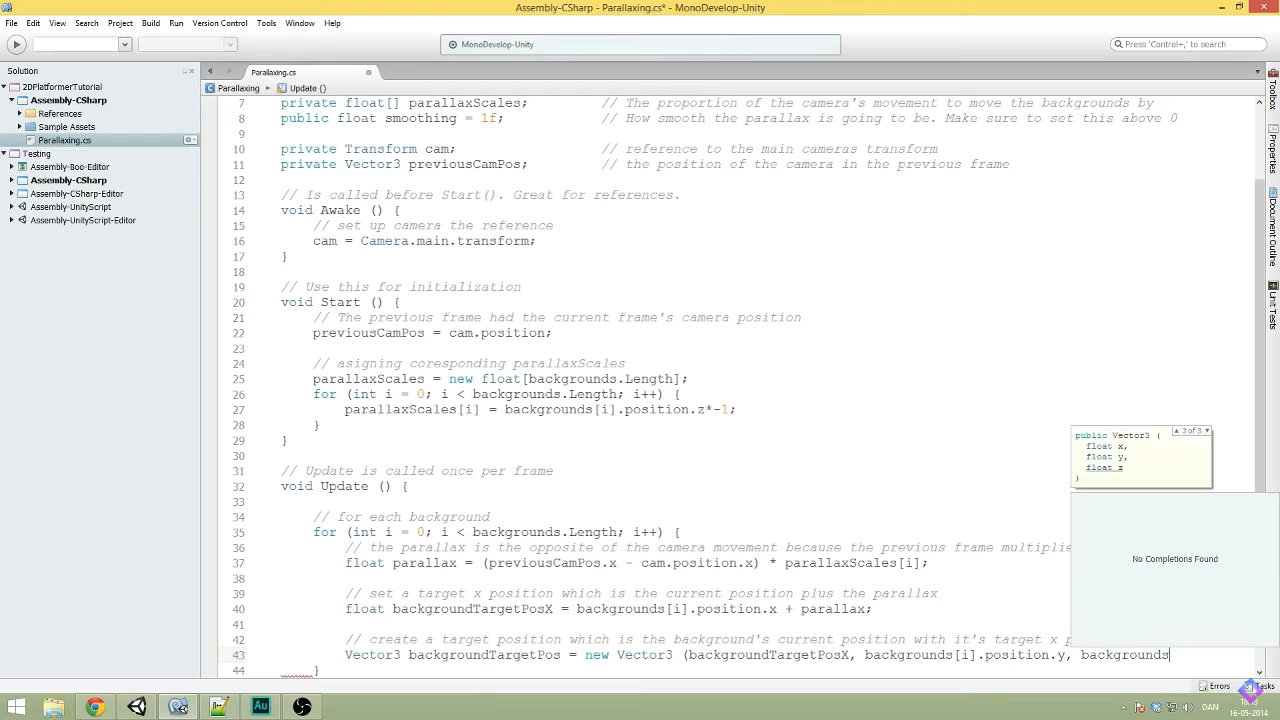 Assembly-CSharp - Parallaxing.cs* - MonoDevelop-Unity
File Edit View Search Project Build Run Version Control Tools Window Help
MonoDevelop-Unity
Press 'Control+,' to search
Solution
2DPlatformerTutorial
Assembly-CSharp
References
Sample Assets
Parallaxing.cs
Testing
Assembly-Boo-Editor
Assembly-CSharp
Assembly-CSharp-Editor
Assembly-UnityScript
Assembly-UnityScript-Editor
Parallaxing.cs
Parallaxing Update ()
7 private float[] parallaxScales; // The proportion of the camera's movement to move the backgrounds by
8 public float smoothing = 1f; // How smooth the parallax is going to be. Make sure to set this above 0
9
10 private Transform cam; // reference to the main cameras transform
11 private Vector3 previousCamPos; // the position of the camera in the previous frame
12
13 // Is called before Start(). Great for references.
14 void Awake () {
15 // set up camera the reference
16 cam = Camera.main.transform;
17 }
18
19 // Use this for initialization
20 void Start () {
21 // The previous frame had the current frame's camera position
22 previousCamPos = cam.position;
23
24 // asigning coresponding parallaxScales
25 parallaxScales = new float[backgrounds.Length];
26 for (int i = 0; i < backgrounds.Length; i++) {
27 parallaxScales[i] = backgrounds[i].position.z*-1;
28 }
29 }
30
31 // Update is called once per frame
32 void Update () {
33
34 // for each background
35 for (int i = 0; i < backgrounds.Length; i++) {
36 // the parallax is the opposite of the camera movement because the previous frame multiplie
37 float parallax = (previousCamPos.x - cam.position.x) * parallaxScales[i];
38
39 // set a target x position which is the current position plus the parallax
40 float backgroundTargetPosX = backgrounds[i].position.x + parallax;
41
42 // create a target position which is the background's current position with it's target x p
43 Vector3 backgroundTargetPos = new Vector3 (backgroundTargetPosX, backgrounds[i].position.y, backgrounds
44 }
3 of 3
public Vector3 (
float x,
float y,
float z
)
No Completions Found
Toolbox
Properties
Document Outline
Unit Tests
Errors Tasks
Au
DAN
16-05-2014